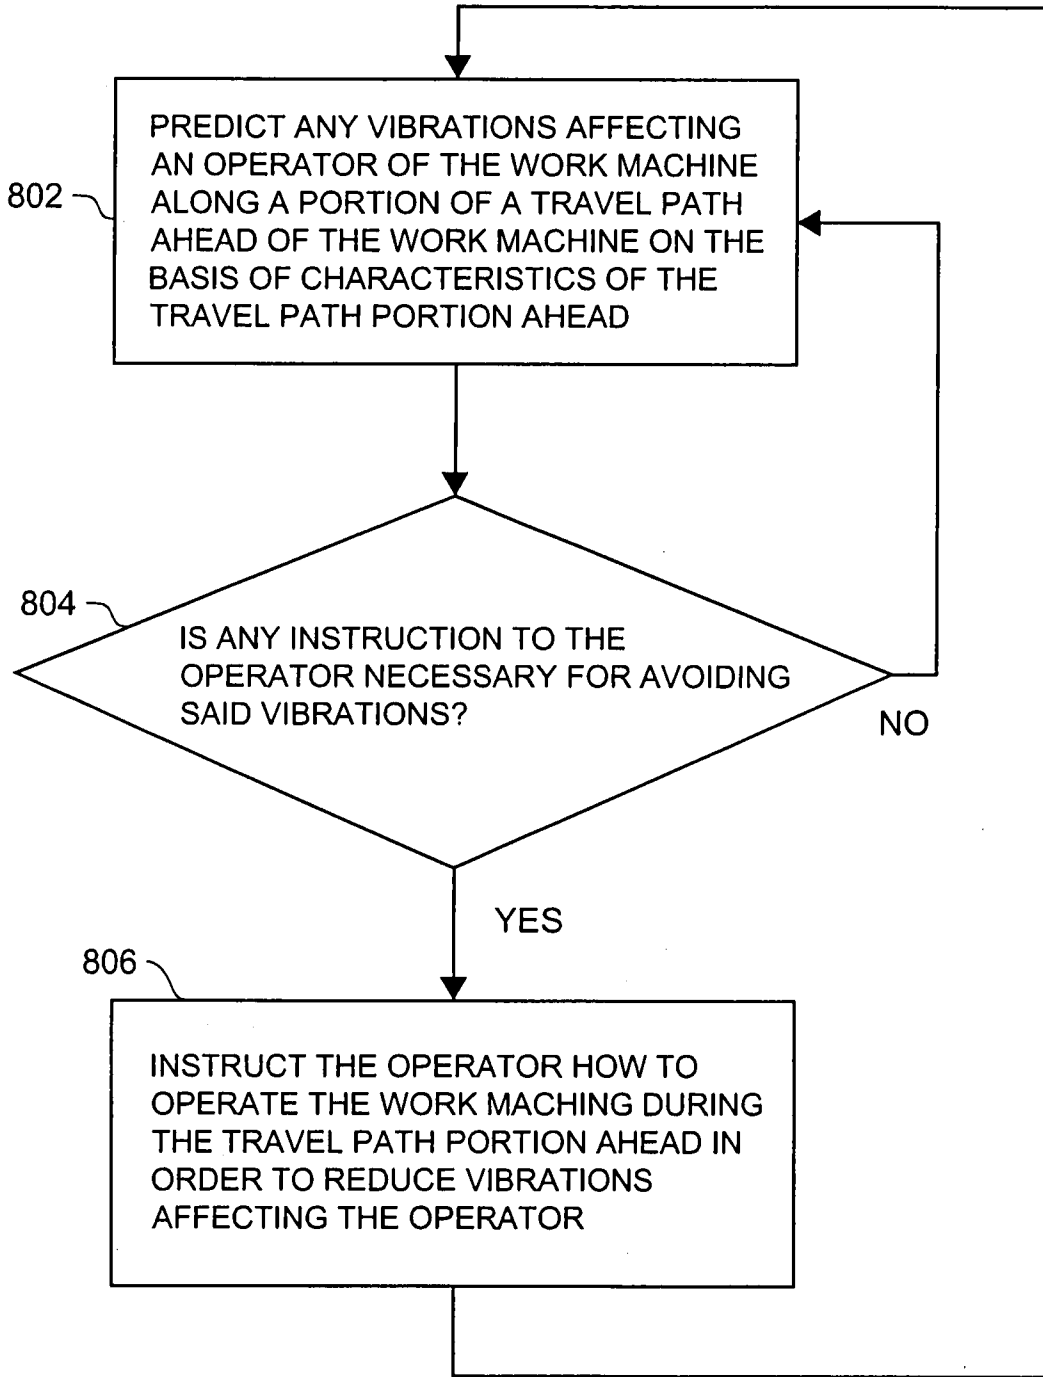 802
PREDICT ANY VIBRATIONS AFFECTING
AN OPERATOR OF THE WORK MACHINE
ALONG A PORTION OF A TRAVEL PATH
AHEAD OF THE WORK MACHINE ON THE
BASIS OF CHARACTERISTICS OF THE
TRAVEL PATH PORTION AHEAD
804
IS ANY INSTRUCTION TO THE
OPERATOR NECESSARY FOR AVOIDING
SAID VIBRATIONS?
NO
YES
806
INSTRUCT THE OPERATOR HOW TO
OPERATE THE WORK MACHING DURING
THE TRAVEL PATH PORTION AHEAD IN
ORDER TO REDUCE VIBRATIONS
AFFECTING THE OPERATOR